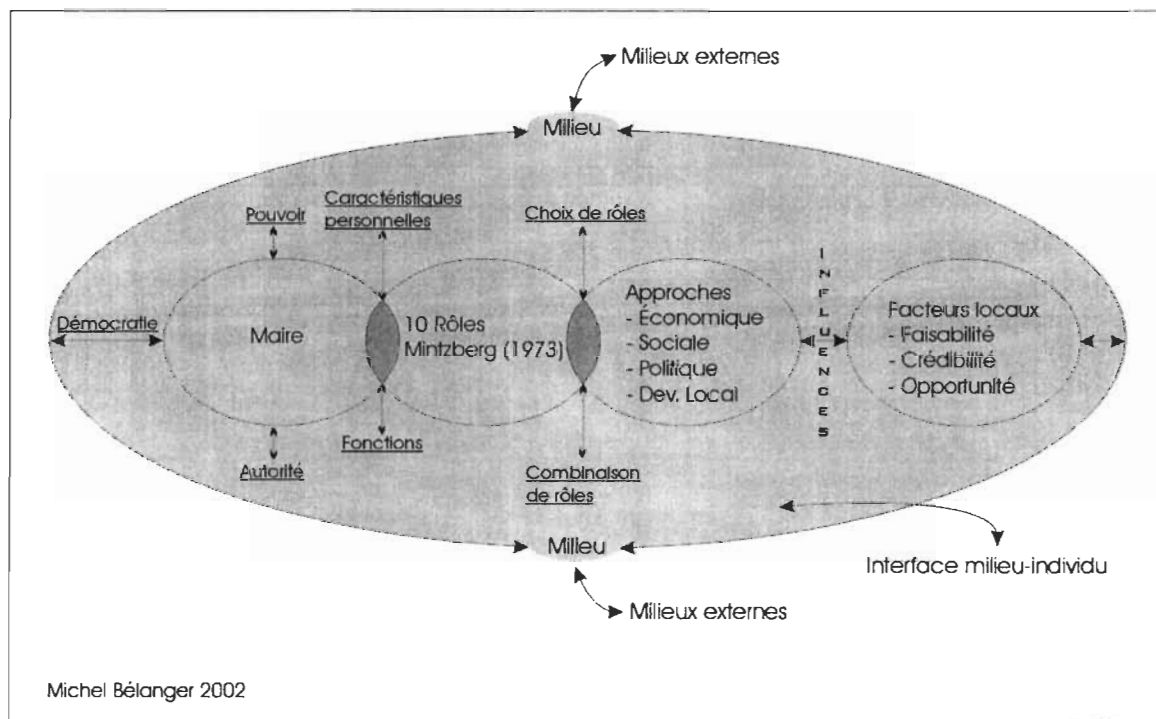 Milieux externes
Milieu
Caractéristiques
personnelles
Pouvoir
Choix de rôles
Démocratie
Maire
10 Rôles
Mintzberg (1973)
Approches
- Économique
- Sociale
- Politique
- Dev. Local
INFLUENCES
Facteurs locaux
- Faisabilité
- Crédibilité
- Opportunité
Fonctions
Autorité
Combinaison
de rôles
Milieu
Interface milieu-individu
Milieux externes
Michel Bélanger 2002